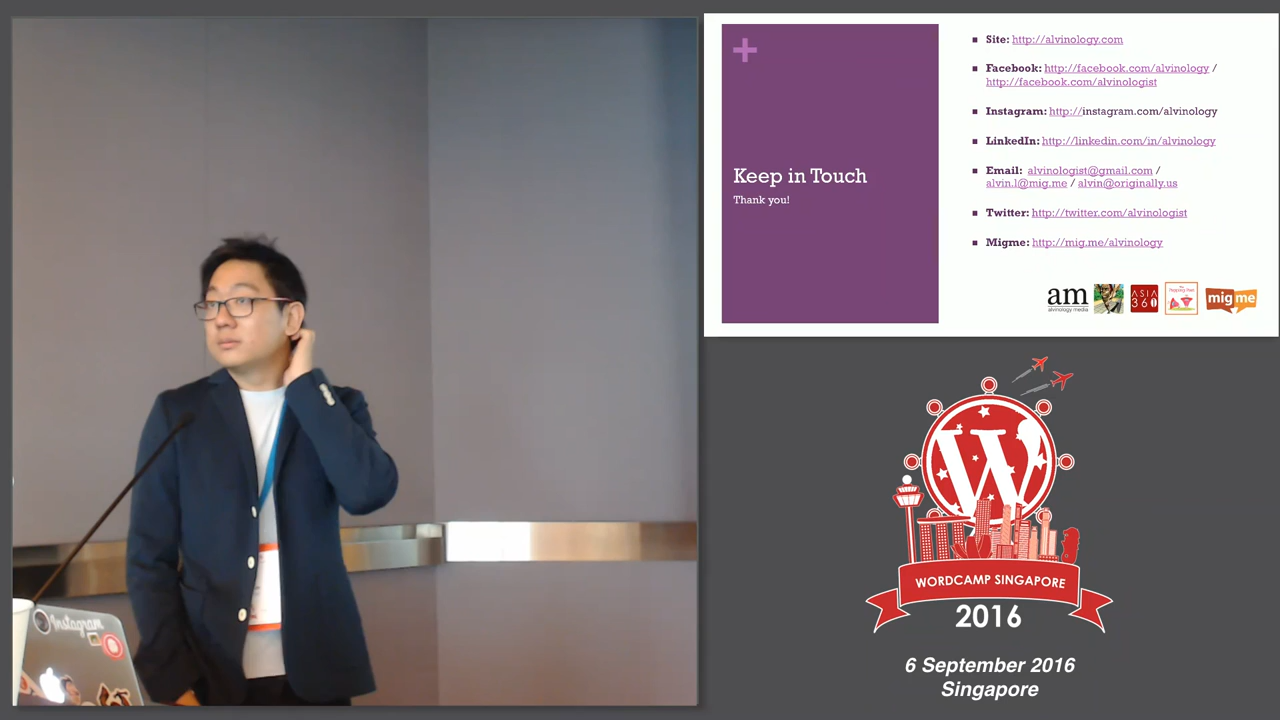 Keep in Touch
Thank you!
Site: http://alvinology.com
Facebook: http://facebook.com/alvinology /
http://facebook.com/alvinologist
Instagram: http://instagram.com/alvinology
LinkedIn: http://linkedin.com/in/alvinology
Email: alvinologist@gmail.com /
alvin.l@mig.me / alvin@originally.us
Twitter: http://twitter.com/alvinologist
Migme: http://mig.me/alvinology
am
alvinology media
ASIA
360
mig me
Instagram
W
WORDCAMP SINGAPORE
2016
6 September 2016
Singapore